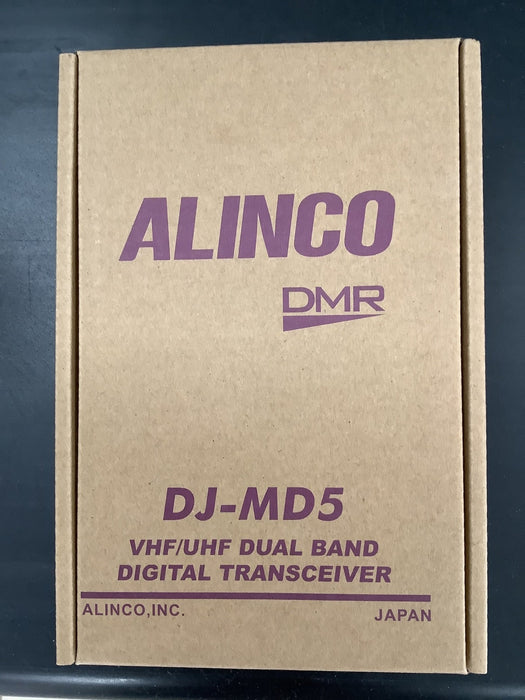 ALINCO
DMR
DJ-MD5
VHF/UHF DUAL BAND
DIGITAL TRANSCEIVER
ALINCO,INC.
JAPAN